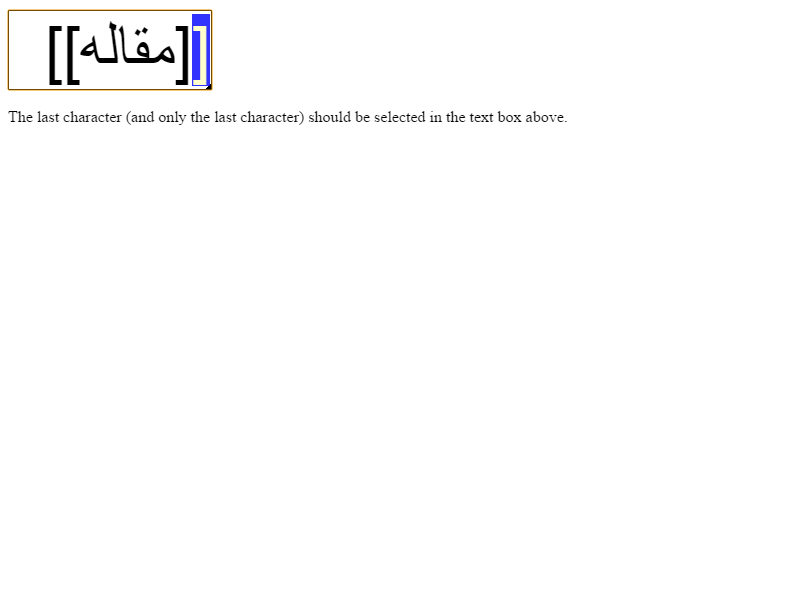 [[مقاله]]
The last character (and only the last character) should be selected in the text box above.